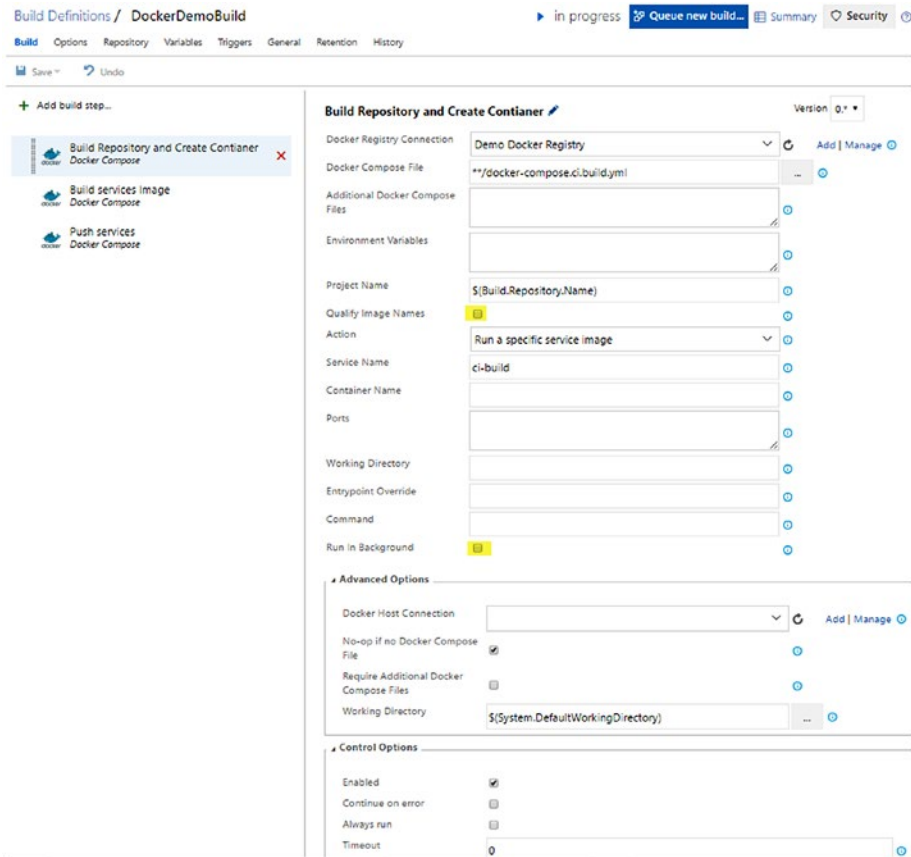 Build Definitions / DockerDemoBuild
in progress
Queue new build...
Summary
Security
Build Options Repository Variables Triggers General Retention History
Save
Undo
Add build step...
Build Repository and Create Contianer
Docker Compose
Build services image
Docker Compose
Push services
Docker Compose
Build Repository and Create Contianer
Version 0.*
Docker Registry Connection
Demo Docker Registry
Add | Manage
Docker Compose File
**/docker-compose.ci.build.yml
...
Additional Docker Compose
Files
Environment Variables
Project Name
$(Build.Repository.Name)
Qualify Image Names
Action
Run a specific service image
Service Name
ci-build
Container Name
Ports
Working Directory
Entrypoint Override
Command
Run in Background
Advanced Options
Docker Host Connection
Add | Manage
No-op if no Docker Compose
File
Require Additional Docker
Compose Files
Working Directory
$(System.DefaultWorkingDirectory)
...
Control Options
Enabled
Continue on error
Always run
Timeout
0